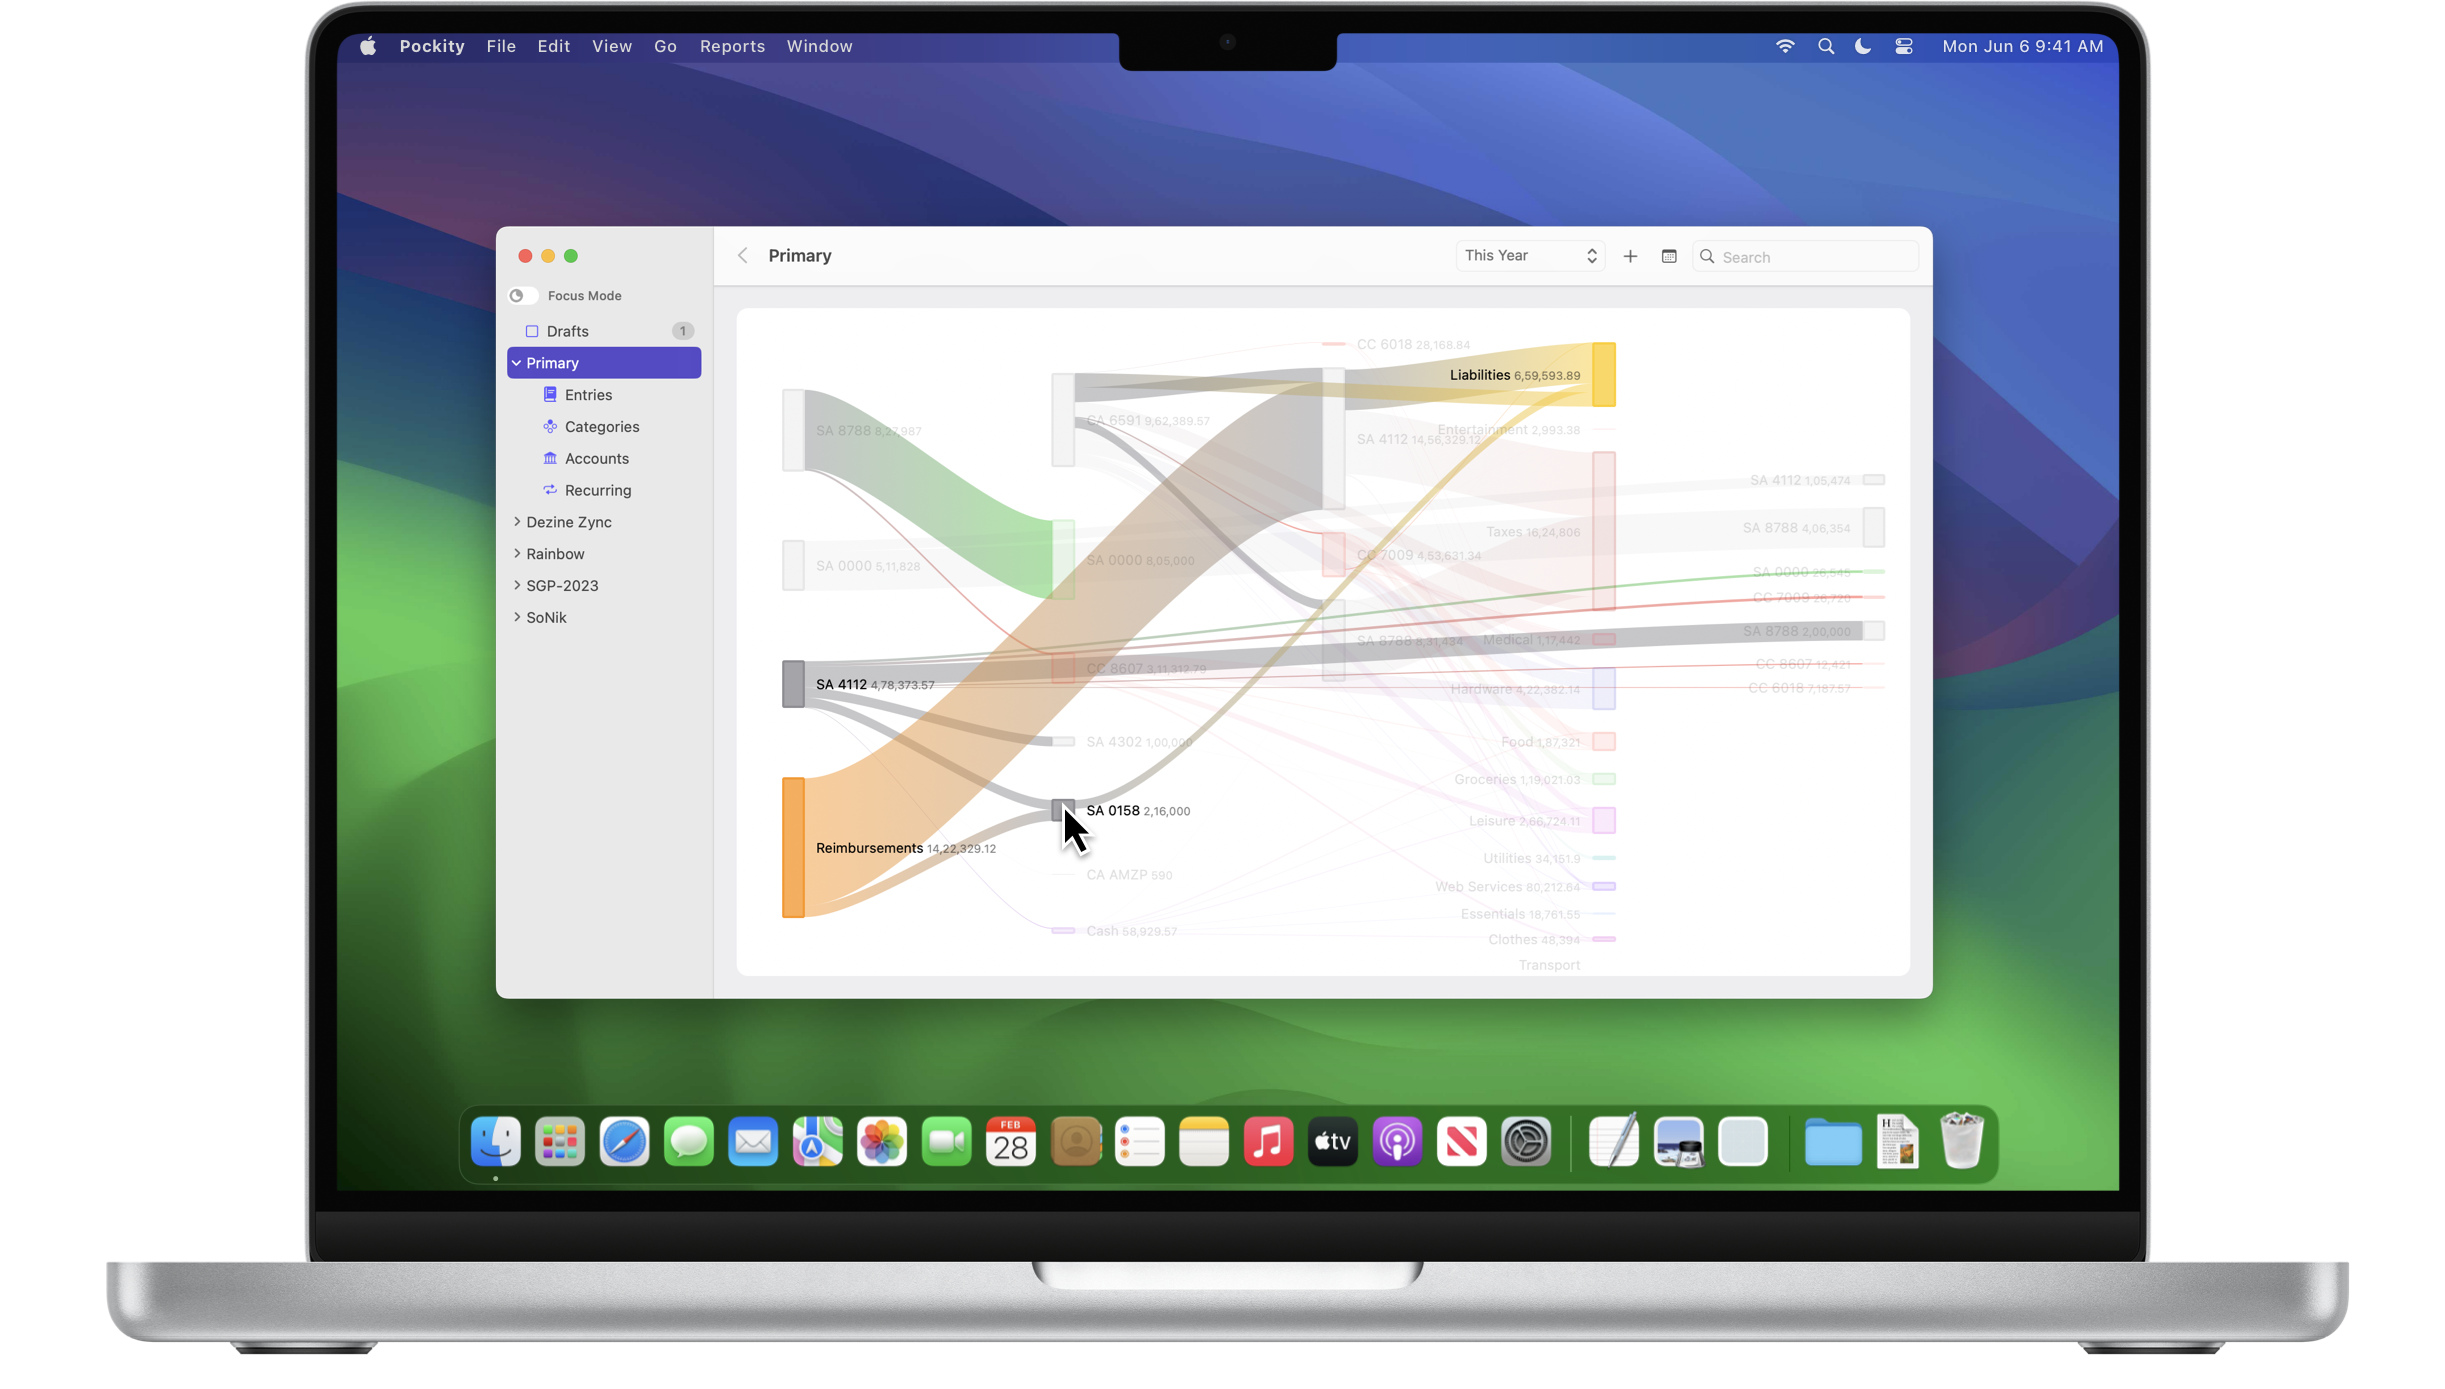 Pockity File Edit View Go Reports Window
Mon Jun 6 9:41 AM
Primary
This Year
Search
Focus Mode
Drafts 1
Primary
Entries
Categories
Accounts
Recurring
Dezine Zync
Rainbow
SGP-2023
SoNik
SA 8788 8,27,987
SA 0000 5,11,828
SA 4112 4,78,373.57
Reimbursements 14,22,329.12
CA 6591 9,62,389.57
SA 0000 8,05,000
CC 8607 3,11,312.79
SA 4302 1,00,000
SA 0158 2,16,000
CA AMZP 590
Cash 58,929.57
CC 6018 28,168.84
SA 4112 14,56,329.12
CC 7009 4,53,631.34
SA 8788 8,31,434
Liabilities 6,59,593.89
Entertainment 2,993.38
Taxes 16,24,806
Medical 1,17,442
Hardware 4,22,382.14
Food 1,87,321
Groceries 1,19,021.03
Leisure 2,66,724.11
Utilities 34,151.9
Web Services 80,212.64
Essentials 18,761.55
Clothes 48,394
Transport
SA 4112 1,05,474
SA 8788 4,06,354
SA 0000 26,545
CC 7009 26,720
SA 8788 2,00,000
CC 8607 12,421
CC 6018 7,187.57
FEB
28
tv